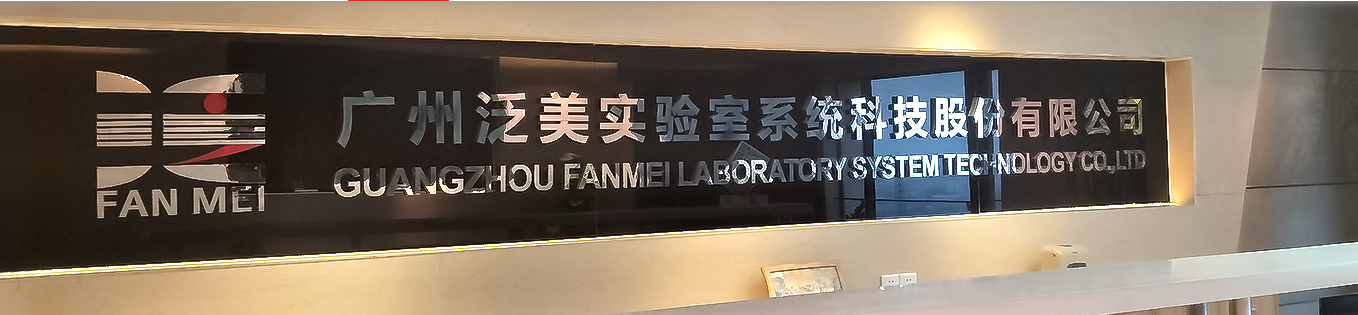 广州泛美实验室系统科技股份有限公司
GUANGZHOU FANMEI LABORATORY SYSTEM TECHNOLOGY CO.,LTD
FAN MEI